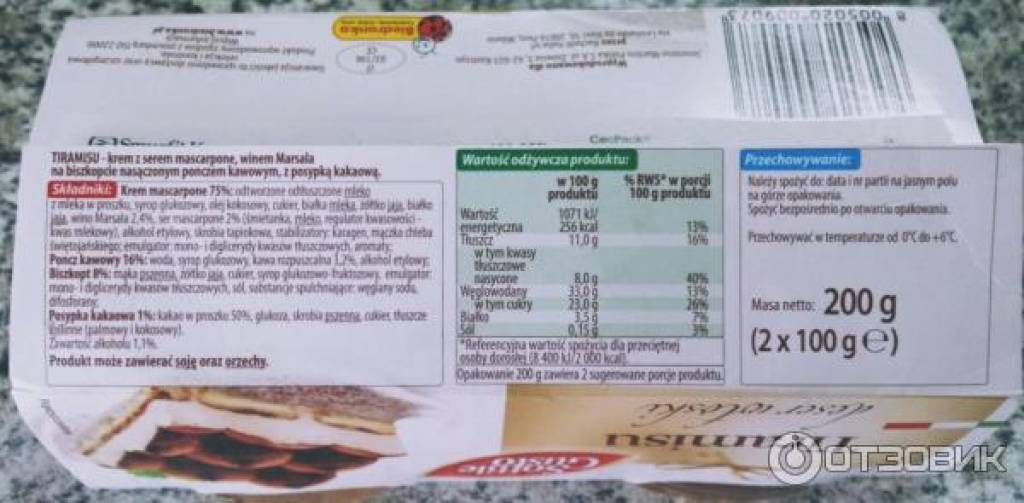 8 005020 009023
Biedronka
www.biedronka.pl
Wyprodukowano dla
TIRAMISU - krem z serem mascarpone, winem Marsala
na biszkopcie nasączonym ponczem kawowym, z posypką kakaową.
Składniki: Krem mascarpone 75%: odtworzone odtłuszczone mleko
z mleka w proszku, syrop glukozowy, olej kokosowy, cukier, białka mleka, żółtko jaja, białko
jaja, wino Marsala 2,4%, ser mascarpone 2% (śmietanka, mleko, regulator kwasowości -
kwas mlekowy), alkohol etylowy, skrobia tapiokowa, stabilizatory: karagen, mączka chleba
świętojańskiego; emulgator: mono- i diglicerydy kwasów tłuszczowych, aromaty;
Poncz kawowy 16%: woda, syrop glukozowy, kawa rozpuszczalna 1,2%, alkohol etylowy;
Biszkopt 8%: mąka pszenna, żółtko jaja, cukier, syrop glukozowo-fruktozowy, emulgator:
mono- i diglicerydy kwasów tłuszczowych, sól, substancje spulchniające: węglany sodu,
difosforany;
Posypka kakaowa 1%: kakao w proszku 50%, glukoza, skrobia pszenna, cukier, tłuszcze
roślinne (palmowy i kokosowy).
Zawartość alkoholu 1,1%.
Produkt może zawierać soję oraz orzechy.
CartPack
Wartość odżywcza produktu:
w 100 g produktu % RWS* w porcji 100 g produktu
Wartość 1071 kJ/
energetyczna 256 kcal 13%
Tłuszcz 11,0 g 16%
w tym kwasy
tłuszczowe
nasycone 8,0 g 40%
Węglowodany 33,0 g 13%
w tym cukry 23,0 g 26%
Białko 3,5 g 7%
Sól 0,15 g 3%
*Referencyjna wartość spożycia dla przeciętnej
osoby dorosłej (8 400 kJ/2 000 kcal).
Opakowanie 200 g zawiera 2 sugerowane porcje produktu.
Przechowywanie:
Należy spożyć do: data i nr partii na jasnym polu
na górze opakowania.
Spożyć bezpośrednio po otwarciu opakowania.
Przechowywać w temperaturze od 0°C do +6°C.
Masa netto: 200 g
(2 x 100 g ℮)
deser włoski
Tiramisu
Sottile
Gusto
ОТЗОВИК